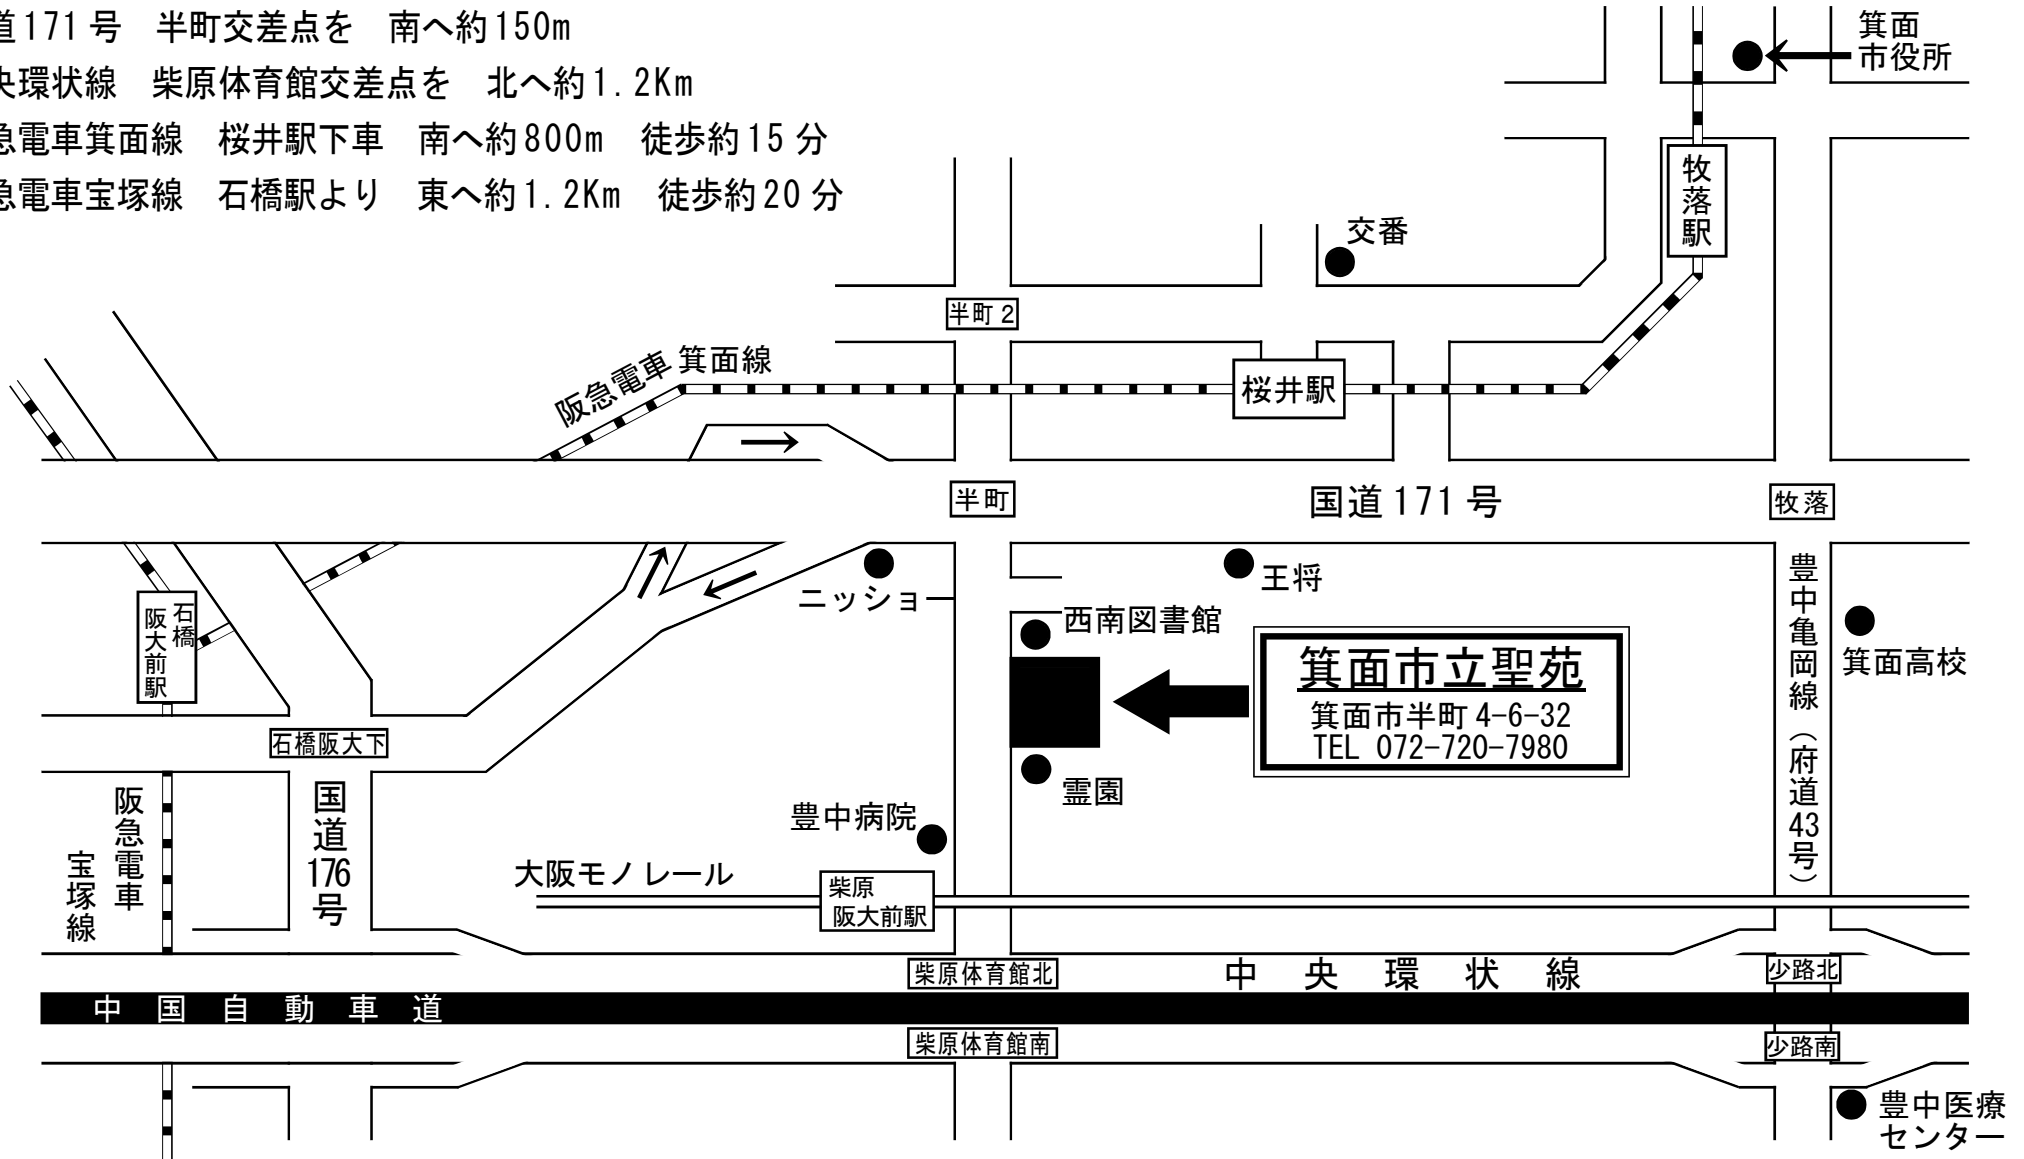 道171号　半町交差点を　南へ約150m
央環状線　柴原体育館交差点を　北へ約1.2Km
急電車箕面線　桜井駅下車　南へ約800m　徒歩約15分
急電車宝塚線　石橋駅より　東へ約1.2Km　徒歩約20分
箕面
市役所
牧落駅
交番
半町2
阪急電車 箕面線
桜井駅
半町
国道171号
牧落
ニッショー
王将
西南図書館
石橋
阪大前駅
箕面市立聖苑
箕面市半町4-6-32
TEL 072-720-7980
豊中亀岡線（府道43号）
箕面高校
石橋阪大下
霊園
豊中病院
国道176号
阪急電車
宝塚線
大阪モノレール
柴原
阪大前駅
柴原体育館北
中央環状線
少路北
中国自動車道
柴原体育館南
少路南
豊中医療
センター